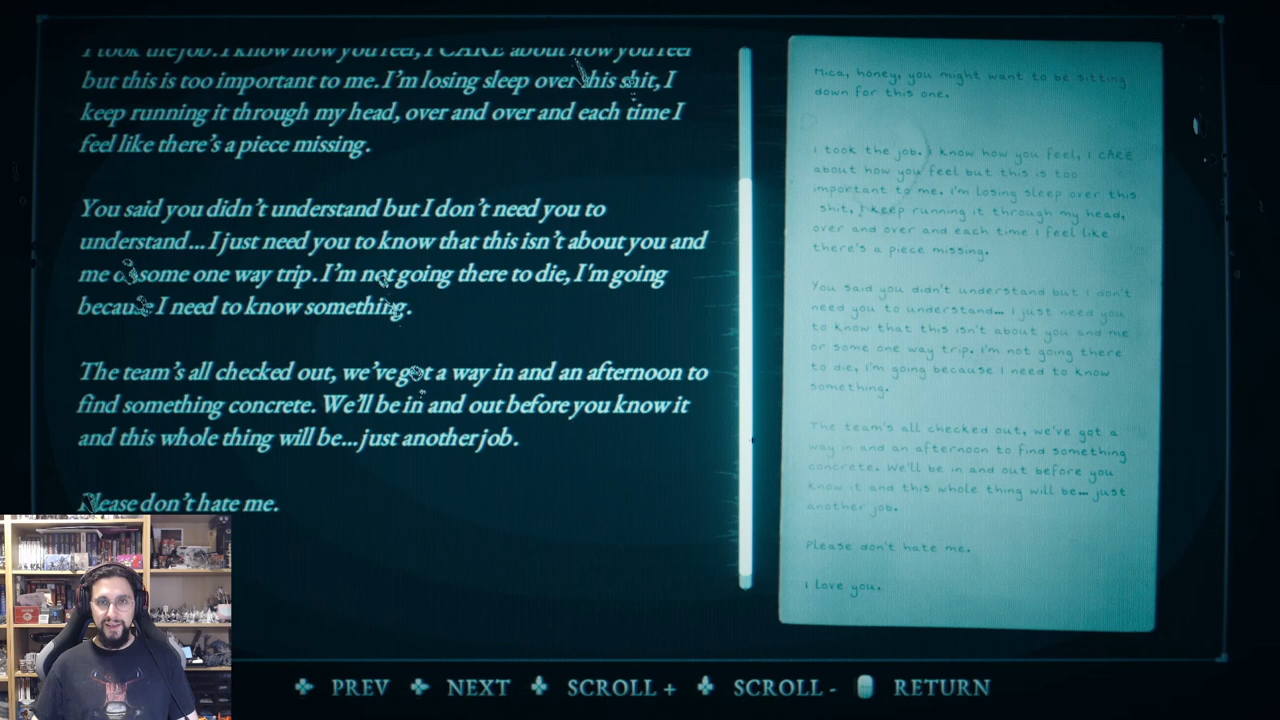 I took the job. I know how you feel, I CARE about how you feel
but this is too important to me. I'm losing sleep over this shit, I
keep running it through my head, over and over and each time I
feel like there's a piece missing.
You said you didn't understand but I don't need you to
understand... I just need you to know that this isn't about you and
me or some one way trip. I'm not going there to die, I'm going
because I need to know something.
The team's all checked out, we've got a way in and an afternoon to
find something concrete. We'll be in and out before you know it
and this whole thing will be... just another job.
Please don't hate me.
Mica, honey, you might want to be sitting
down for this one.
I took the job. I know how you feel, I CARE
about how you feel but this is too
important to me. I'm losing sleep over this
shit, I keep running it through my head,
over and over and each time I feel like
there's a piece missing.
You said you didn't understand but I don't
need you to understand... I just need you
to know that this isn't about you and me
or some one way trip. I'm not going there
to die, I'm going because I need to know
something.
The team's all checked out, we've got a
way in and an afternoon to find something
concrete. We'll be in and out before you
know it and this whole thing will be... just
another job.
Please don't hate me.
I love you.
PREV NEXT SCROLL + SCROLL - RETURN